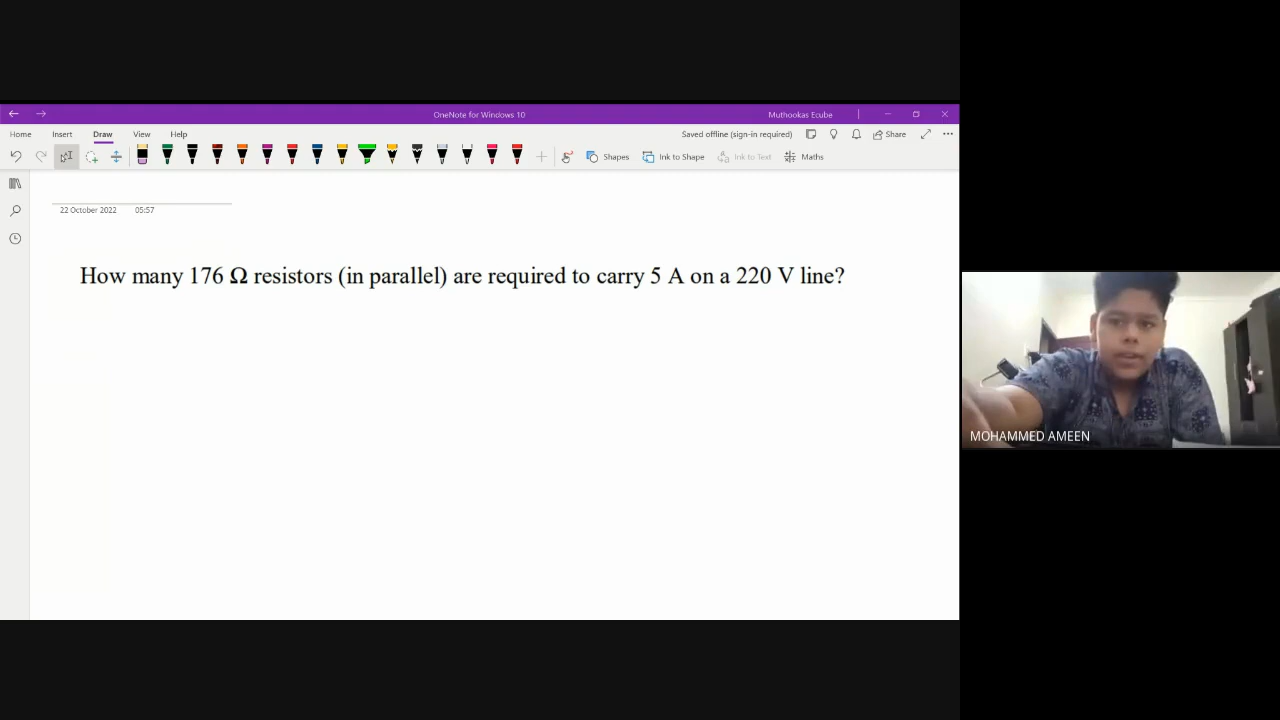 OneNote for Windows 10
Muthookas Ecube
Home Insert Draw View Help
Saved offline (sign-in required)
Share
Shapes
Ink to Shape
Ink to Text
Maths
22 October 2022 05:57
How many 176 Ω resistors (in parallel) are required to carry 5 A on a 220 V line?
MOHAMMED AMEEN